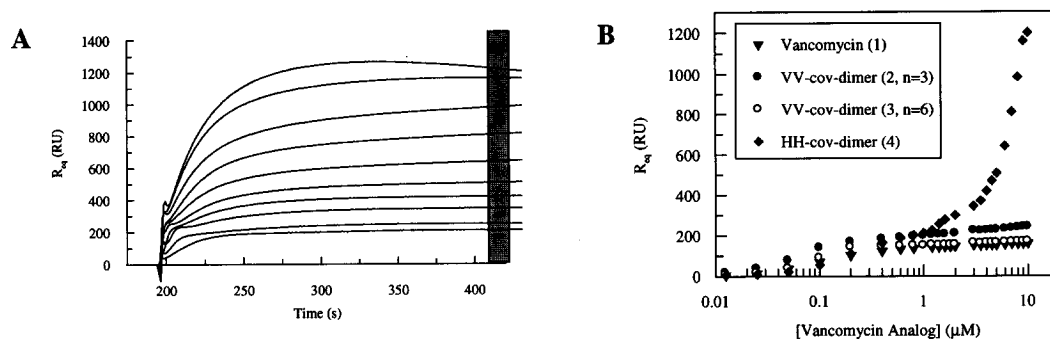 A
1400
1200
1000
800
600
400
200
0
R_eq (RU)
200
250
300
350
400
Time (s)
B
1200
1000
800
600
400
200
0
R_eq (RU)
Vancomycin (1)
VV-cov-dimer (2, n=3)
VV-cov-dimer (3, n=6)
HH-cov-dimer (4)
0.01
0.1
1
10
[Vancomycin Analog] (μM)